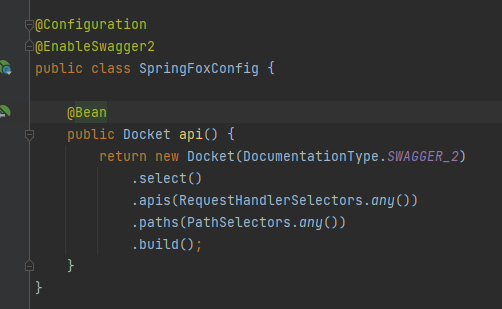 @Configuration
@EnableSwagger2
public class SpringFoxConfig {
@Bean
public Docket api() {
return new Docket(DocumentationType.SWAGGER_2)
.select()
.apis(RequestHandlerSelectors.any())
.paths(PathSelectors.any())
.build();
}
}